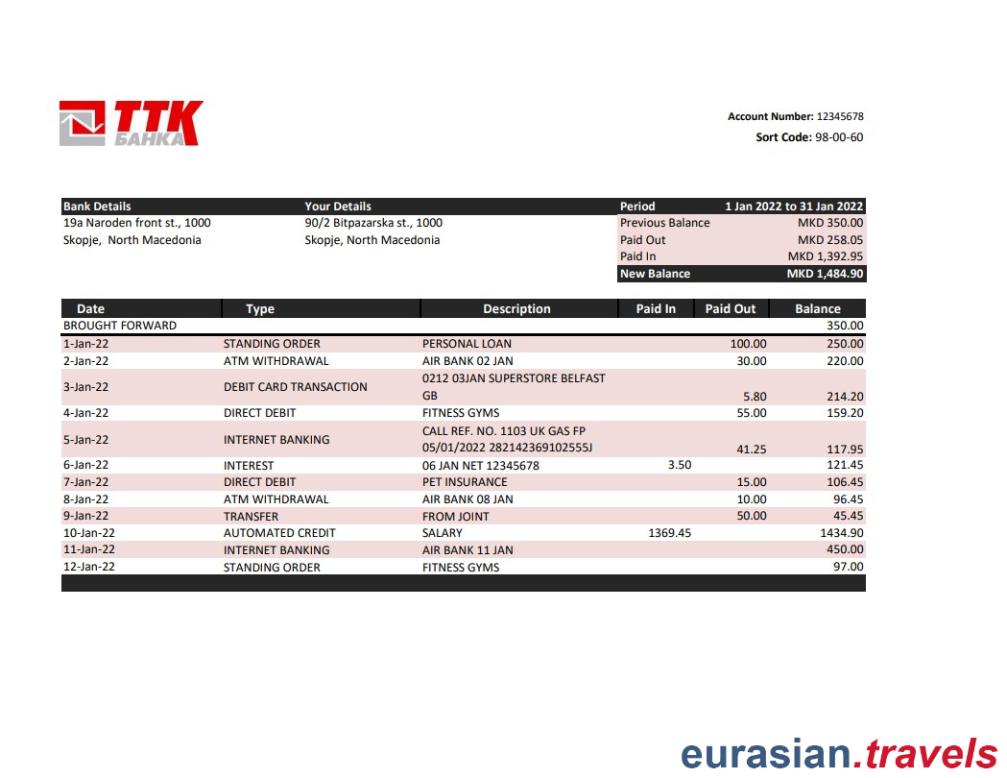 ТТК
БАНКА
Account Number: 12345678
Sort Code: 98-00-60
Bank Details Your Details Period 1 Jan 2022 to 31 Jan 2022
19a Naroden front st., 1000 90/2 Bitpazarska st., 1000 Previous Balance MKD 350.00
Skopje, North Macedonia Skopje, North Macedonia Paid Out MKD 258.05
Paid In MKD 1,392.95
New Balance MKD 1,484.90
Date Type Description Paid In Paid Out Balance
BROUGHT FORWARD 350.00
1-Jan-22 STANDING ORDER PERSONAL LOAN 100.00 250.00
2-Jan-22 ATM WITHDRAWAL AIR BANK 02 JAN 30.00 220.00
3-Jan-22 DEBIT CARD TRANSACTION 0212 03JAN SUPERSTORE BELFAST
GB 5.80 214.20
4-Jan-22 DIRECT DEBIT FITNESS GYMS 55.00 159.20
5-Jan-22 INTERNET BANKING CALL REF. NO. 1103 UK GAS FP
05/01/2022 282142369102555J 41.25 117.95
6-Jan-22 INTEREST 06 JAN NET 12345678 3.50 121.45
7-Jan-22 DIRECT DEBIT PET INSURANCE 15.00 106.45
8-Jan-22 ATM WITHDRAWAL AIR BANK 08 JAN 10.00 96.45
9-Jan-22 TRANSFER FROM JOINT 50.00 45.45
10-Jan-22 AUTOMATED CREDIT SALARY 1369.45 1434.90
11-Jan-22 INTERNET BANKING AIR BANK 11 JAN 450.00
12-Jan-22 STANDING ORDER FITNESS GYMS 97.00
eurasian.travels